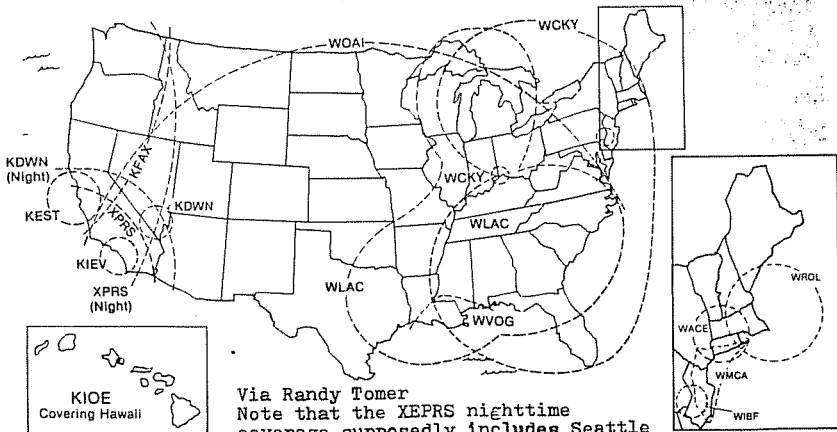 WOAI
WCKY
KDWN
(Night)
KFAX
WCKY
KEST
XPRS
KDWN
WLAC
KIEV
XPRS
(Night)
WLAC
WVOG
WROL
WACE
WMCA
WIBF
KIOE
Covering Hawaii
Via Randy Tomer
Note that the XEPRS nighttime
coverage supposedly includes Seattle